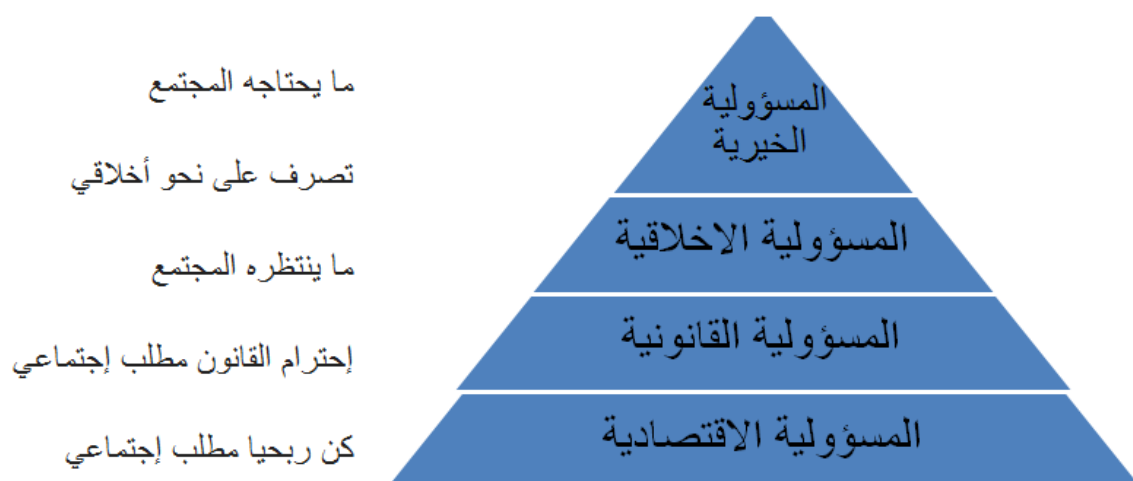 ما يحتاجه المجتمع
تصرف على نحو أخلاقي
ما ينتظره المجتمع
إحترام القانون مطلب إجتماعي
كن ربحيا مطلب إجتماعي
المسؤولية
الخيرية
المسؤولية الاخلاقية
المسؤولية القانونية
المسؤولية الاقتصادية